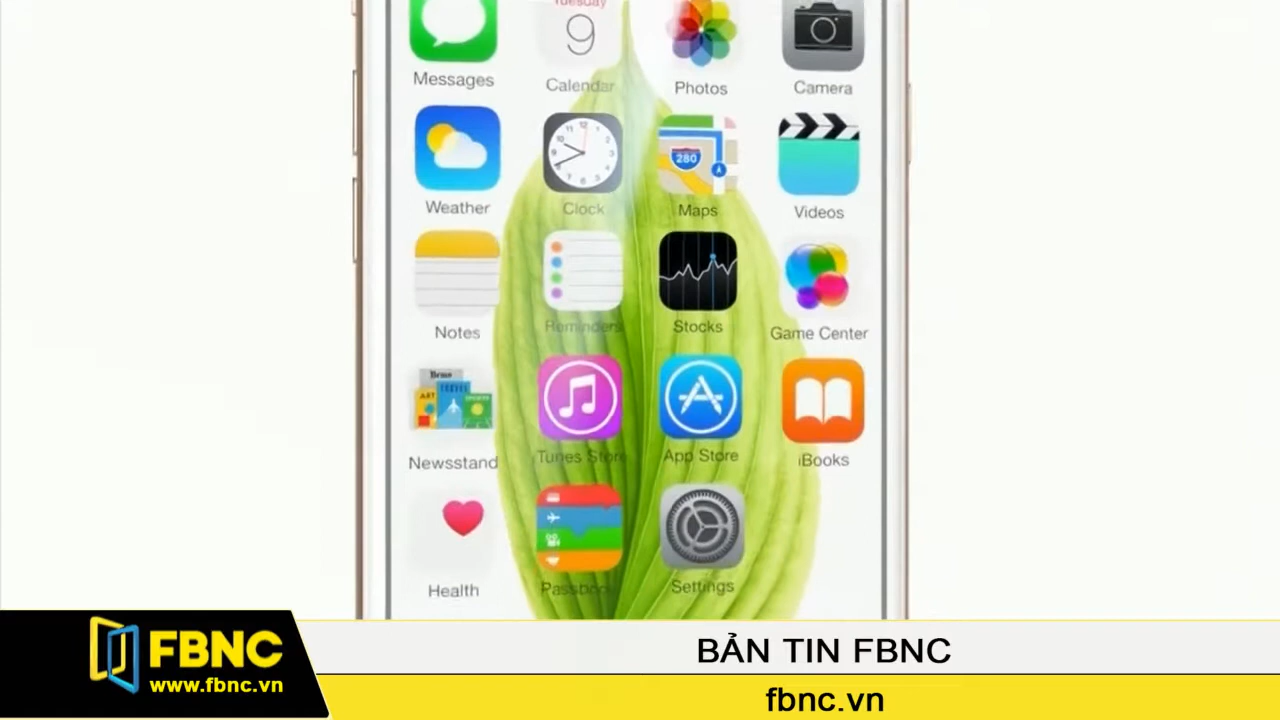 Tuesday
9
Messages
Calendar
Photos
Camera
280
Weather
Clock
Maps
Videos
Notes
Reminders
Stocks
Game Center
ART
Newsstand
iTunes Store
App Store
iBooks
Health
Passbook
Settings
FBNC
www.fbnc.vn
BẢN TIN FBNC
fbnc.vn